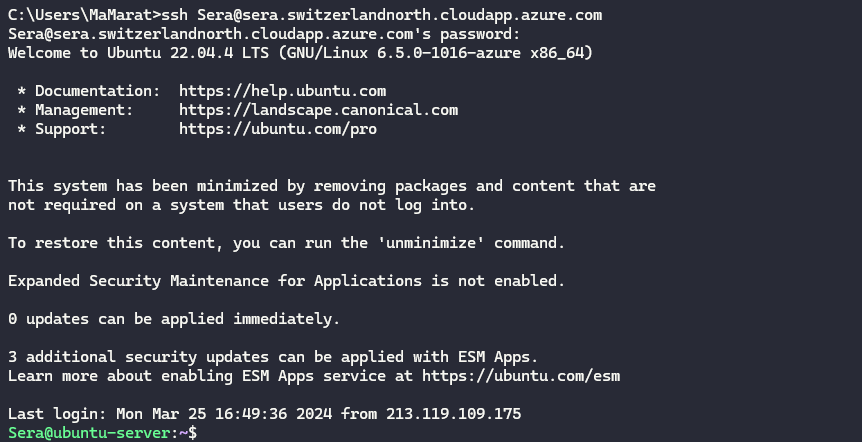 C:\Users\MaMarat>ssh Sera@sera.switzerlandnorth.cloudapp.azure.com
Sera@sera.switzerlandnorth.cloudapp.azure.com's password:
Welcome to Ubuntu 22.04.4 LTS (GNU/Linux 6.5.0-1016-azure x86_64)
* Documentation:  https://help.ubuntu.com
* Management:     https://landscape.canonical.com
* Support:        https://ubuntu.com/pro
This system has been minimized by removing packages and content that are
not required on a system that users do not log into.
To restore this content, you can run the 'unminimize' command.
Expanded Security Maintenance for Applications is not enabled.
0 updates can be applied immediately.
3 additional security updates can be applied with ESM Apps.
Learn more about enabling ESM Apps service at https://ubuntu.com/esm
Last login: Mon Mar 25 16:49:36 2024 from 213.119.109.175
Sera@ubuntu-server:~$